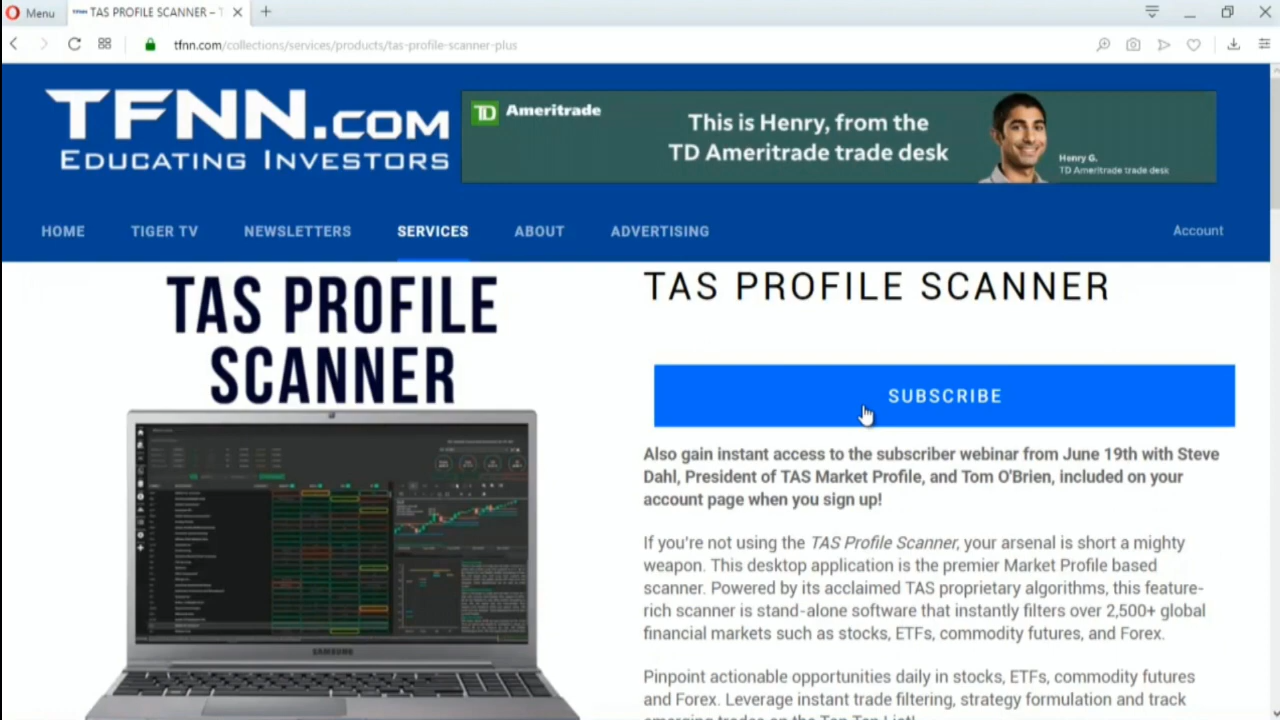 Menu
TAS PROFILE SCANNER – T
tfnn.com/collections/services/products/tas-profile-scanner-plus
TFNN.COM
EDUCATING INVESTORS
TD Ameritrade
This is Henry, from the
TD Ameritrade trade desk
Henry G.
TD Ameritrade trade desk
HOME TIGER TV NEWSLETTERS SERVICES ABOUT ADVERTISING Account
TAS PROFILE
SCANNER
SAMSUNG
TAS PROFILE SCANNER
SUBSCRIBE
Also gain instant access to the subscriber webinar from June 19th with Steve
Dahl, President of TAS Market Profile, and Tom O'Brien, included on your
account page when you sign up!
If you're not using the TAS Profile Scanner, your arsenal is short a mighty
weapon. This desktop application is the premier Market Profile based
scanner. Powered by its acclaimed TAS proprietary algorithms, this feature-
rich scanner is stand-alone software that instantly filters over 2,500+ global
financial markets such as stocks, ETFs, commodity futures, and Forex.
Pinpoint actionable opportunities daily in stocks, ETFs, commodity futures
and Forex. Leverage instant trade filtering, strategy formulation and track
emerging trades on the Top Ten List!